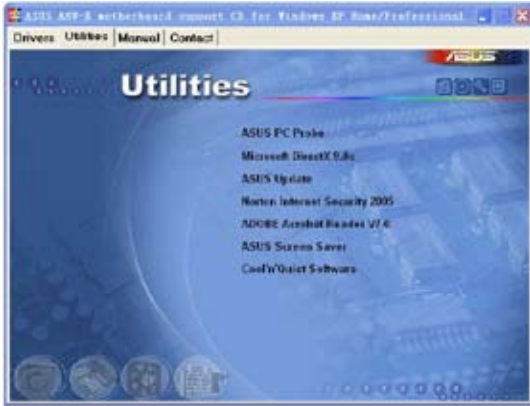 ASUS A8V-X motherboard support CD for Windows XP Home/Professional
Drivers Utilities Manual Contact
ASUS
Utilities
ASUS PC Probe
Microsoft DirectX 9.0c
ASUS Update
Norton Internet Security 2005
ADOBE Acrobat Reader V7.0
ASUS Screen Saver
Cool'n'Quiet Software